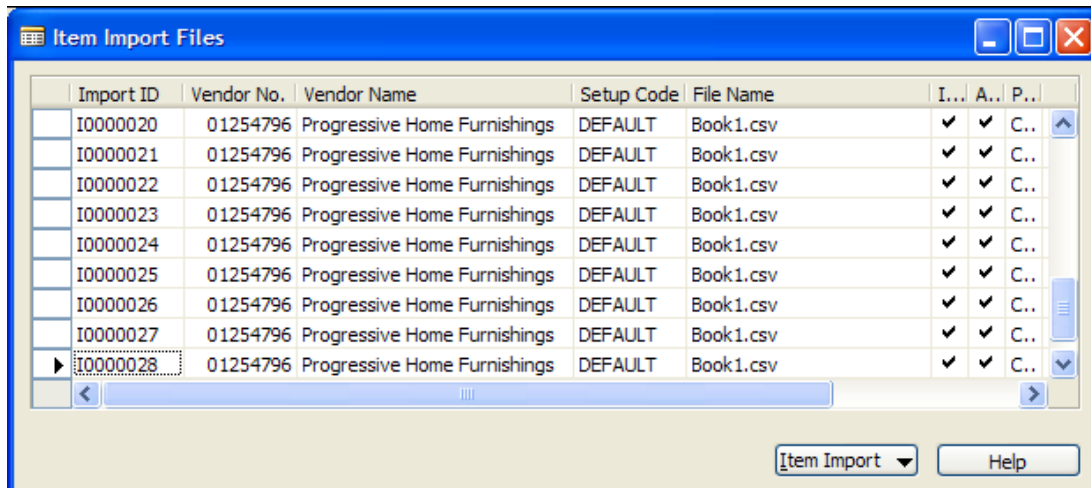 Item Import Files
Import ID Vendor No. Vendor Name Setup Code File Name I... A... P...
I0000020 01254796 Progressive Home Furnishings DEFAULT Book1.csv C...
I0000021 01254796 Progressive Home Furnishings DEFAULT Book1.csv C...
I0000022 01254796 Progressive Home Furnishings DEFAULT Book1.csv C...
I0000023 01254796 Progressive Home Furnishings DEFAULT Book1.csv C...
I0000024 01254796 Progressive Home Furnishings DEFAULT Book1.csv C...
I0000025 01254796 Progressive Home Furnishings DEFAULT Book1.csv C...
I0000026 01254796 Progressive Home Furnishings DEFAULT Book1.csv C...
I0000027 01254796 Progressive Home Furnishings DEFAULT Book1.csv C...
I0000028 01254796 Progressive Home Furnishings DEFAULT Book1.csv C...
Item Import Help